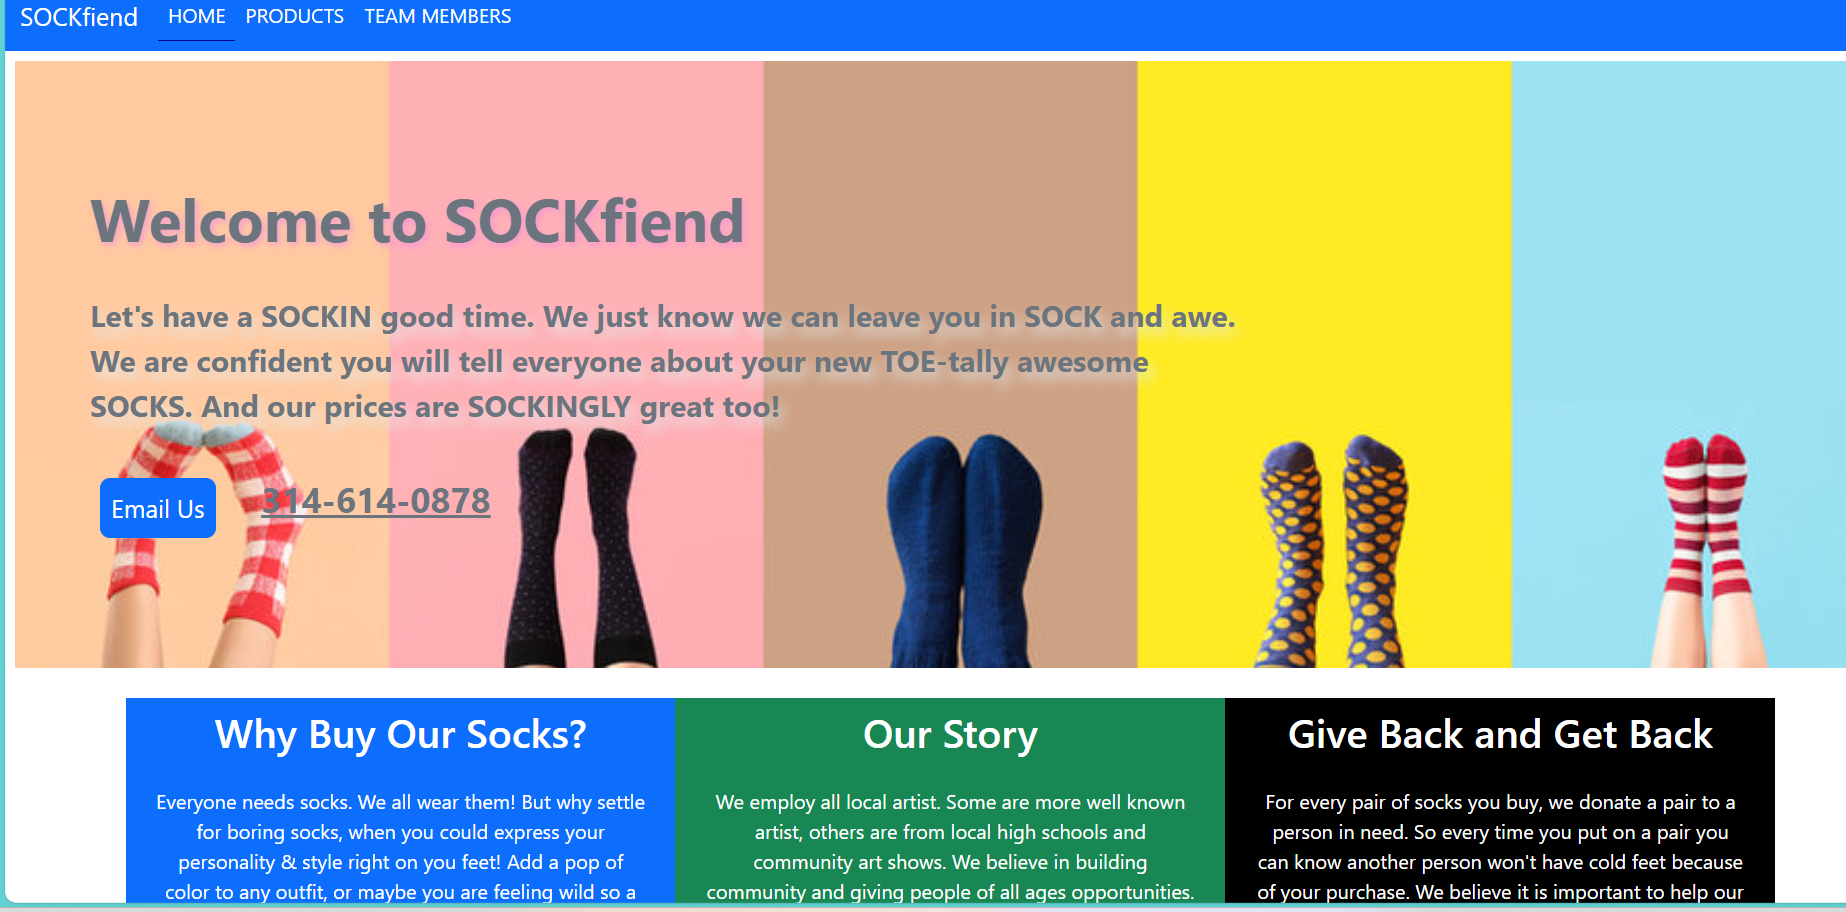 SOCKfiend HOME PRODUCTS TEAM MEMBERS
Welcome to SOCKfiend
Let's have a SOCKIN good time. We just know we can leave you in SOCK and awe.
We are confident you will tell everyone about your new TOE-tally awesome
SOCKS. And our prices are SOCKINGLY great too!
Email Us 314-614-0878
Why Buy Our Socks?
Everyone needs socks. We all wear them! But why settle
for boring socks, when you could express your
personality & style right on you feet! Add a pop of
color to any outfit, or maybe you are feeling wild so a
Our Story
We employ all local artist. Some are more well known
artist, others are from local high schools and
community art shows. We believe in building
community and giving people of all ages opportunities.
Give Back and Get Back
For every pair of socks you buy, we donate a pair to a
person in need. So every time you put on a pair you
can know another person won't have cold feet because
of your purchase. We believe it is important to help our